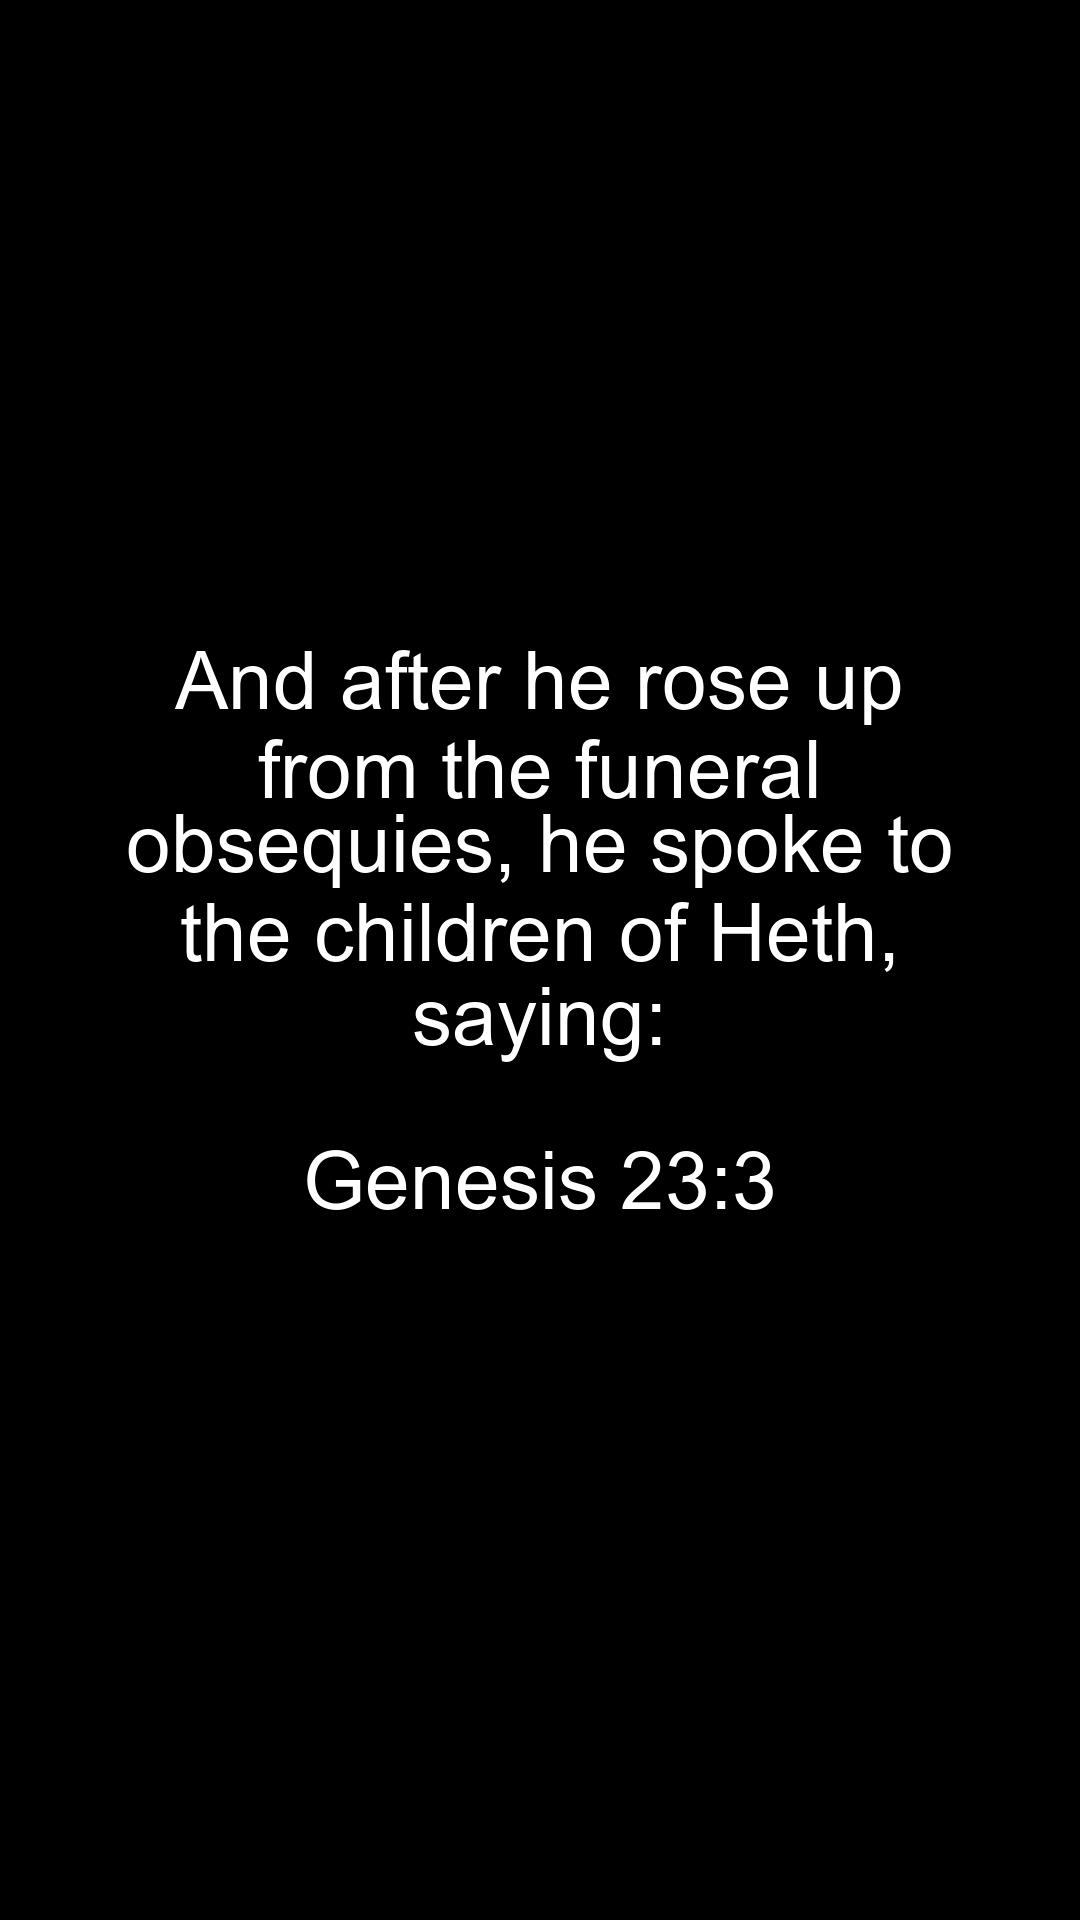 And after he rose up
from the funeral
obsequies, he spoke to
the children of Heth,
saying:
Genesis 23:3